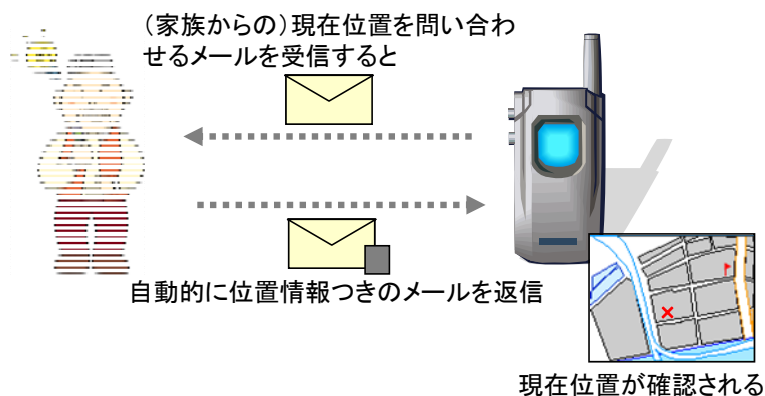 （家族からの）現在位置を問い合わ
せるメールを受信すると
自動的に位置情報つきのメールを返信
現在位置が確認される